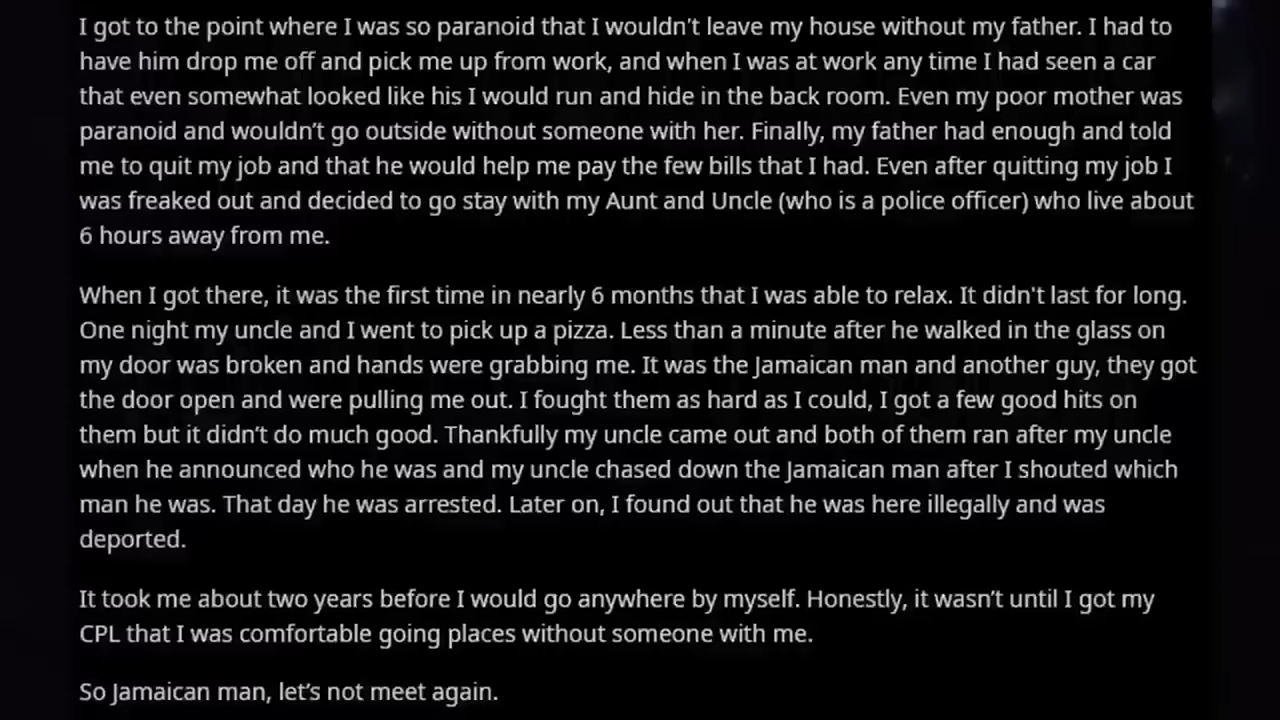 I got to the point where I was so paranoid that I wouldn't leave my house without my father. I had to
have him drop me off and pick me up from work, and when I was at work any time I had seen a car
that even somewhat looked like his I would run and hide in the back room. Even my poor mother was
paranoid and wouldn’t go outside without someone with her. Finally, my father had enough and told
me to quit my job and that he would help me pay the few bills that I had. Even after quitting my job I
was freaked out and decided to go stay with my Aunt and Uncle (who is a police officer) who live about
6 hours away from me.
When I got there, it was the first time in nearly 6 months that I was able to relax. It didn't last for long.
One night my uncle and I went to pick up a pizza. Less than a minute after he walked in the glass on
my door was broken and hands were grabbing me. It was the Jamaican man and another guy, they got
the door open and were pulling me out. I fought them as hard as I could, I got a few good hits on
them but it didn’t do much good. Thankfully my uncle came out and both of them ran after my uncle
when he announced who he was and my uncle chased down the Jamaican man after I shouted which
man he was. That day he was arrested. Later on, I found out that he was here illegally and was
deported.
It took me about two years before I would go anywhere by myself. Honestly, it wasn’t until I got my
CPL that I was comfortable going places without someone with me.
So Jamaican man, let’s not meet again.